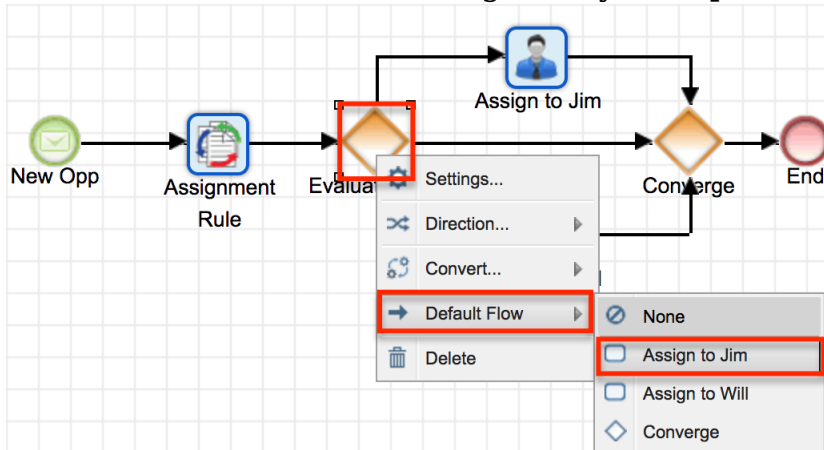 Assign to Jim
New Opp
Assignment
Rule
Evalua
Converge
End
Settings...
Direction...
Convert...
Default Flow
Delete
None
Assign to Jim
Assign to Will
Converge